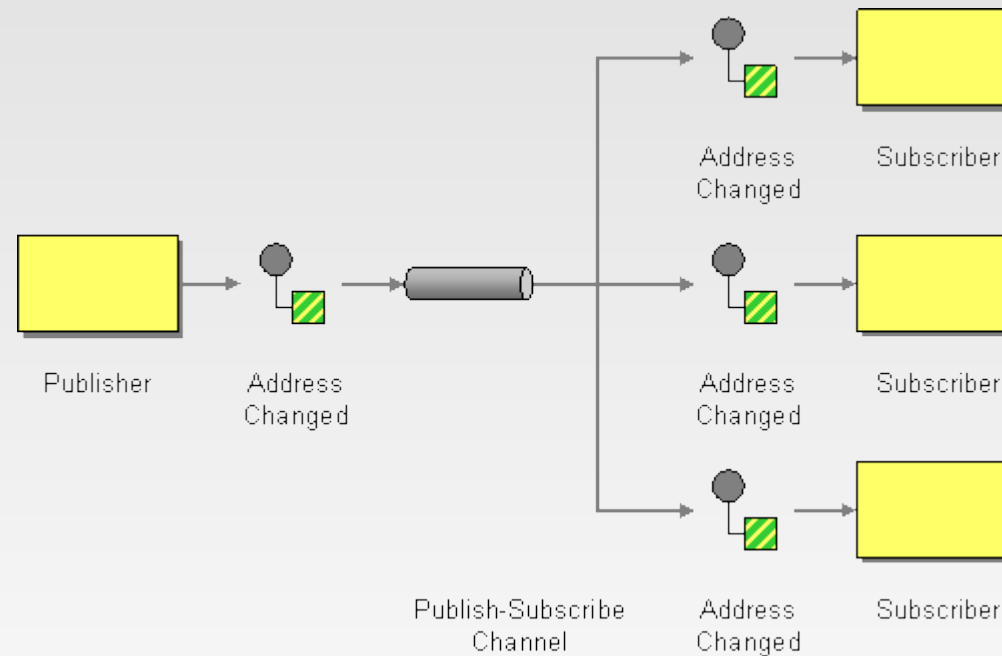 Address
Changed
Subscriber
Publisher
Address
Changed
Address
Changed
Subscriber
Publish-Subscribe
Channel
Address
Changed
Subscriber